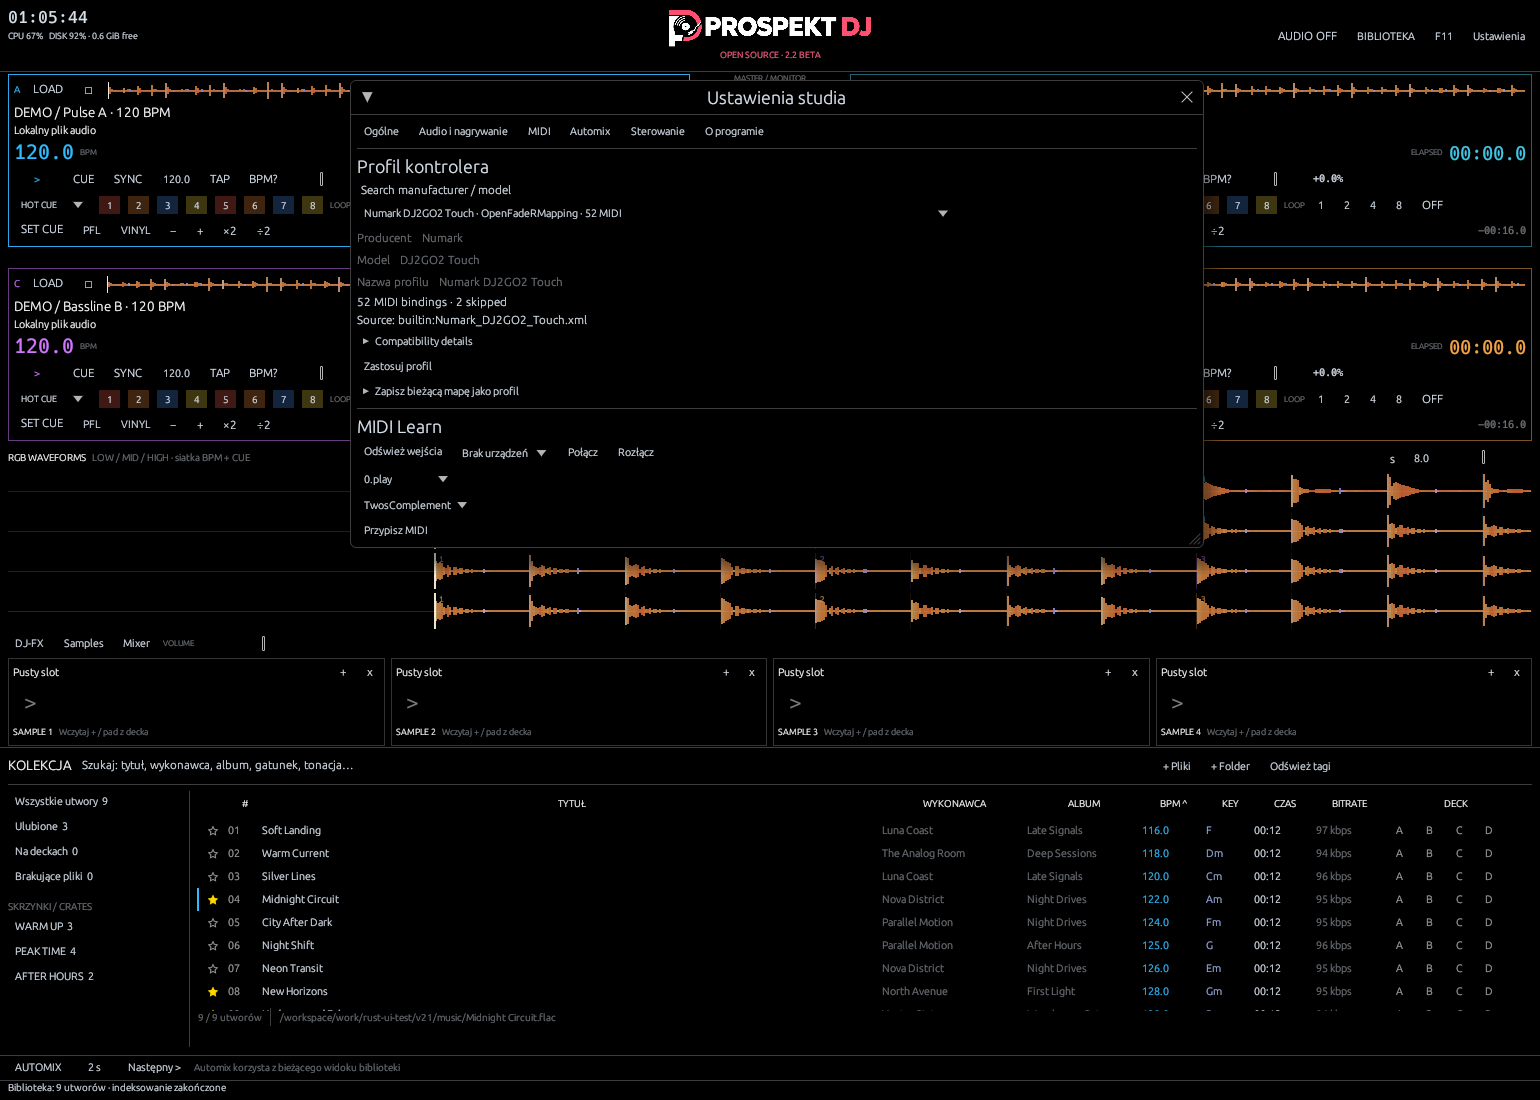 01:05:44
CPU 67% DISK 92% · 0.6 GiB free
PROSPEKT DJ
OPEN SOURCE · 2.2 BETA
AUDIO OFF BIBLIOTEKA F11 Ustawienia
MASTER / MONITOR
A LOAD
DEMO / Pulse A · 120 BPM
Lokalny plik audio
120.0 BPM
> CUE SYNC 120.0 TAP BPM?
HOT CUE 1 2 3 4 5 6 7 8 LOOP
SET CUE PFL VINYL − + ×2 ÷2
ELAPSED 00:00.0
BPM? +0.0%
6 7 8 LOOP 1 2 4 8 OFF
÷2 −00:16.0
C LOAD
DEMO / Bassline B · 120 BPM
Lokalny plik audio
120.0 BPM
> CUE SYNC 120.0 TAP BPM?
HOT CUE 1 2 3 4 5 6 7 8 LOOP
SET CUE PFL VINYL − + ×2 ÷2
ELAPSED 00:00.0
BPM? +0.0%
6 7 8 LOOP 1 2 4 8 OFF
÷2 −00:16.0
Ustawienia studia
Ogólne Audio i nagrywanie MIDI Automix Sterowanie O programie
Profil kontrolera
Search manufacturer / model
Numark DJ2GO2 Touch · OpenFadeRMapping · 52 MIDI
Producent Numark
Model DJ2GO2 Touch
Nazwa profilu Numark DJ2GO2 Touch
52 MIDI bindings · 2 skipped
Source: builtin:Numark_DJ2GO2_Touch.xml
Compatibility details
Zastosuj profil
Zapisz bieżącą mapę jako profil
MIDI Learn
Odśwież wejścia Brak urządzeń Połącz Rozłącz
0.play
TwosComplement
Przypisz MIDI
RGB WAVEFORMS LOW / MID / HIGH · siatka BPM + CUE
s 8.0
1 2 3
1 2 3
DJ-FX Samples Mixer VOLUME
Pusty slot + x Pusty slot + x Pusty slot + x Pusty slot + x
> > > >
SAMPLE 1 Wczytaj + / pad z decka SAMPLE 2 Wczytaj + / pad z decka SAMPLE 3 Wczytaj + / pad z decka SAMPLE 4 Wczytaj + / pad z decka
KOLEKCJA Szukaj: tytuł, wykonawca, album, gatunek, tonacja…
+ Pliki + Folder Odśwież tagi
Wszystkie utwory 9
Ulubione 3
Na deckach 0
Brakujące pliki 0
SKRZYNKI / CRATES
WARM UP 3
PEAK TIME 4
AFTER HOURS 2
# TYTUŁ WYKONAWCA ALBUM BPM ^ KEY CZAS BITRATE DECK
01 Soft Landing Luna Coast Late Signals 116.0 F 00:12 97 kbps A B C D
02 Warm Current The Analog Room Deep Sessions 118.0 Dm 00:12 94 kbps A B C D
03 Silver Lines Luna Coast Late Signals 120.0 Cm 00:12 96 kbps A B C D
04 Midnight Circuit Nova District Night Drives 122.0 Am 00:12 95 kbps A B C D
05 City After Dark Parallel Motion Night Drives 124.0 Fm 00:12 95 kbps A B C D
06 Night Shift Parallel Motion After Hours 125.0 G 00:12 96 kbps A B C D
07 Neon Transit Nova District Night Drives 126.0 Em 00:12 95 kbps A B C D
08 New Horizons North Avenue First Light 128.0 Gm 00:12 95 kbps A B C D
9 / 9 utworów /workspace/work/rust-ui-test/v21/music/Midnight Circuit.flac
AUTOMIX 2 s Następny > Automix korzysta z bieżącego widoku biblioteki
Biblioteka: 9 utworów · indeksowanie zakończone